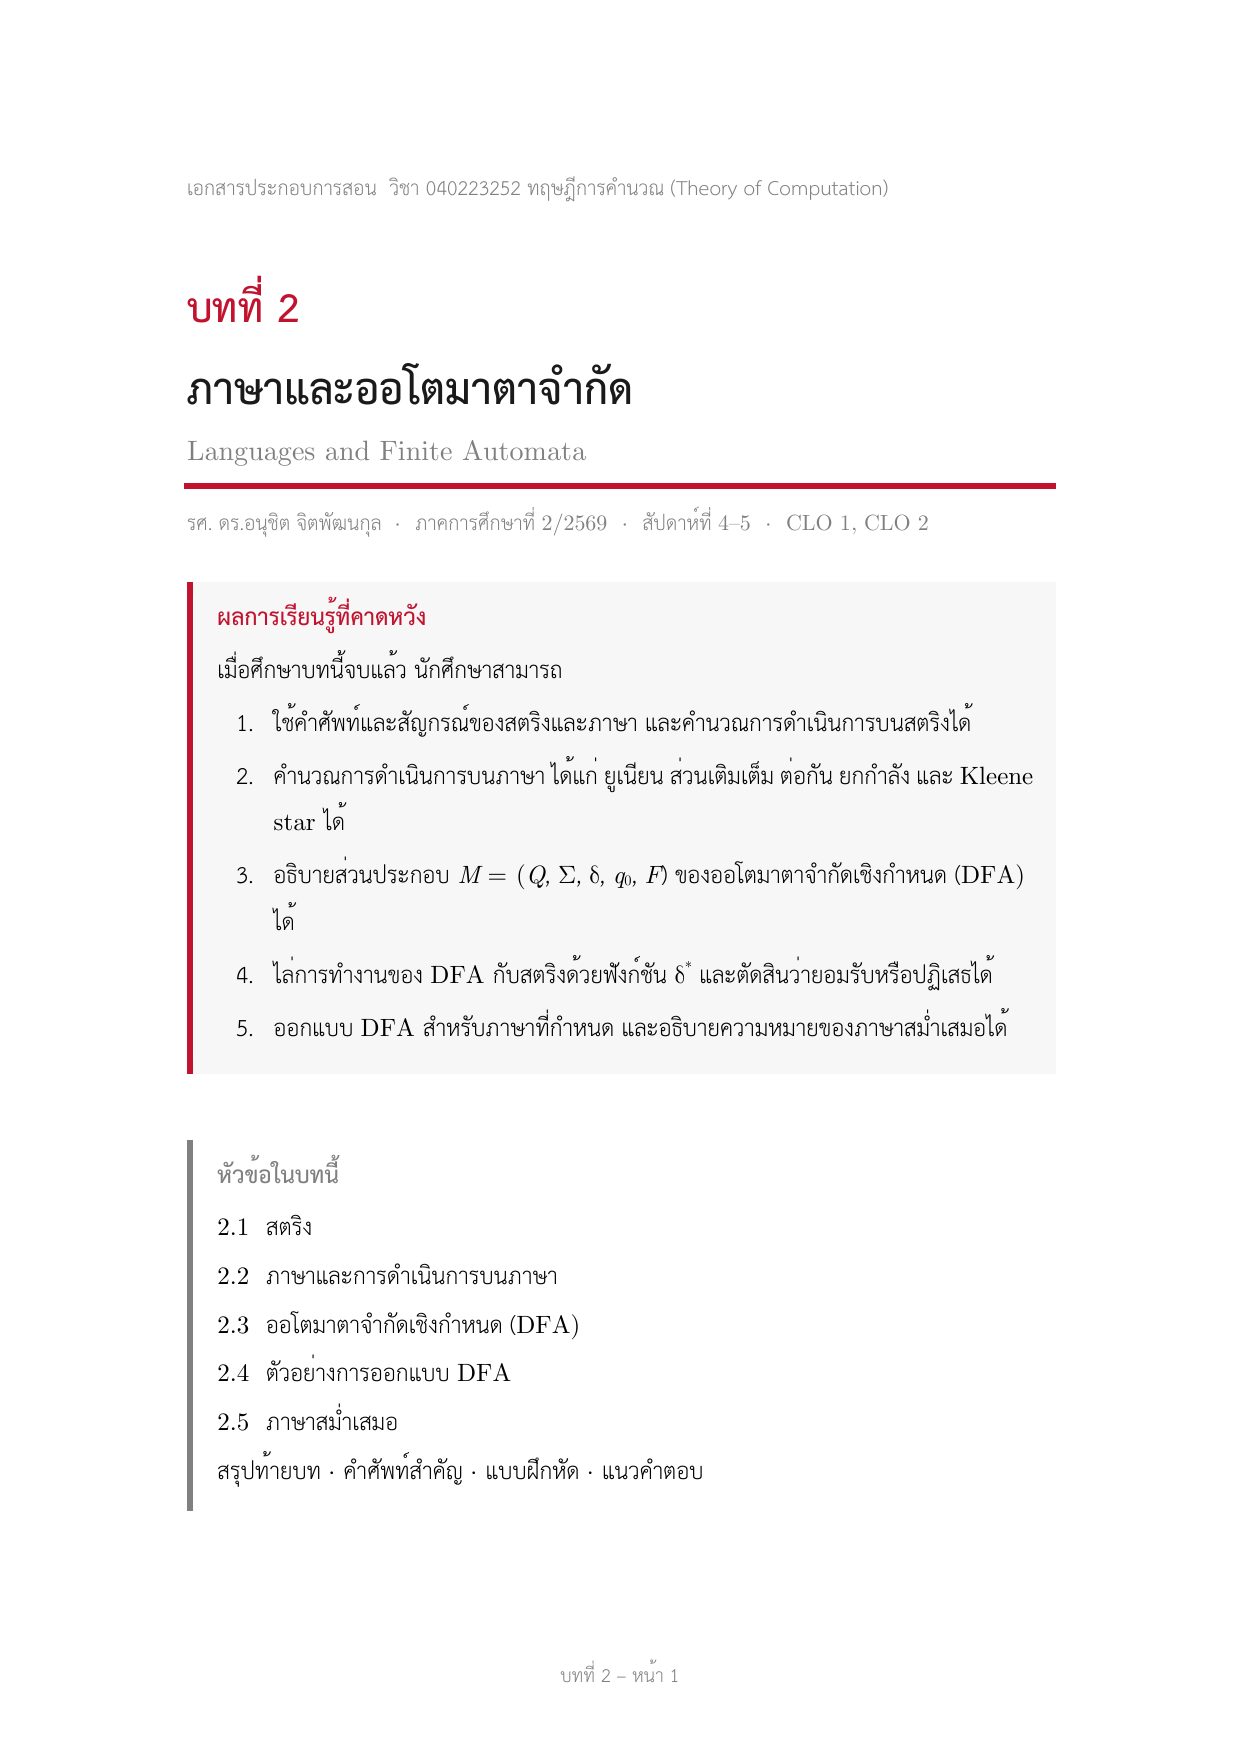 เอกสารประกอบการสอน วิชา 040223252 ทฤษฎีการคำนวณ (Theory of Computation)
บทที่ 2
ภาษาและออโตมาตาจำกัด
Languages and Finite Automata
รศ. ดร.อนุชิต จิตพัฒนกุล · ภาคการศึกษาที่ 2/2569 · สัปดาห์ที่ 4–5 · CLO 1, CLO 2
ผลการเรียนรู้ที่คาดหวัง
เมื่อศึกษาบทนี้จบแล้ว นักศึกษาสามารถ
1. ใช้คำศัพท์และสัญกรณ์ของสตริงและภาษา และคำนวณการดำเนินการบนสตริงได้
2. คำนวณการดำเนินการบนภาษา ได้แก่ ยูเนียน ส่วนเติมเต็ม ต่อกัน ยกกำลัง และ Kleene
star ได้
3. อธิบายส่วนประกอบ M = (Q, Σ, δ, q₀, F) ของออโตมาตาจำกัดเชิงกำหนด (DFA)
ได้
4. ไล่การทำงานของ DFA กับสตริงด้วยฟังก์ชัน δ* และตัดสินว่ายอมรับหรือปฏิเสธได้
5. ออกแบบ DFA สำหรับภาษาที่กำหนด และอธิบายความหมายของภาษาสม่ำเสมอได้
หัวข้อในบทนี้
2.1 สตริง
2.2 ภาษาและการดำเนินการบนภาษา
2.3 ออโตมาตาจำกัดเชิงกำหนด (DFA)
2.4 ตัวอย่างการออกแบบ DFA
2.5 ภาษาสม่ำเสมอ
สรุปท้ายบท · คำศัพท์สำคัญ · แบบฝึกหัด · แนวคำตอบ
บทที่ 2 – หน้า 1